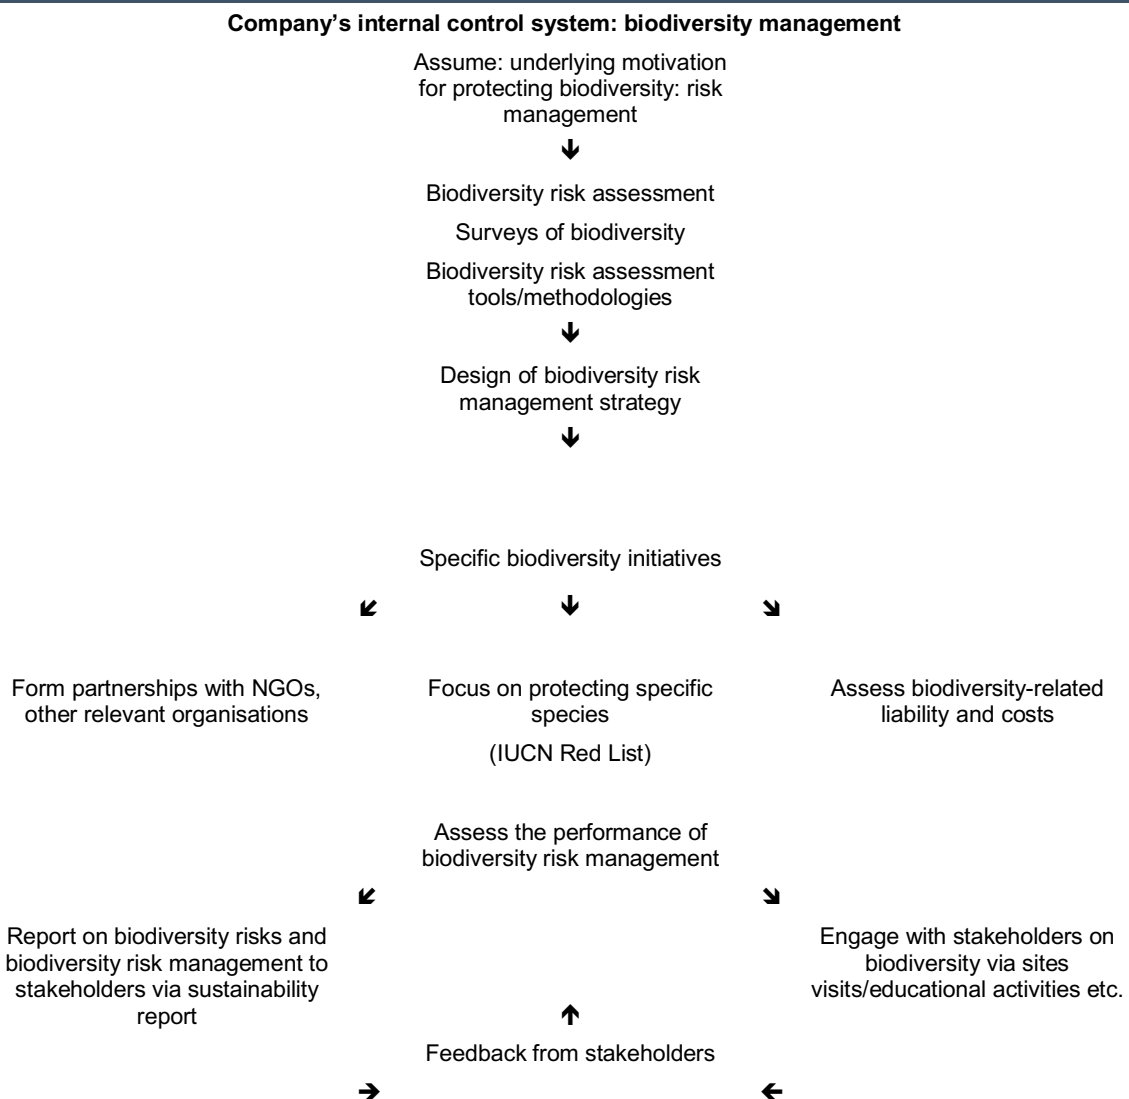 Company’s internal control system: biodiversity management
Assume: underlying motivation
for protecting biodiversity: risk
management
🡫
Biodiversity risk assessment
Surveys of biodiversity
Biodiversity risk assessment
tools/methodologies
🡫
Design of biodiversity risk
management strategy
🡫
Specific biodiversity initiatives
🡯 🡫 🡮
Form partnerships with NGOs,
other relevant organisations
Focus on protecting specific
species
(IUCN Red List)
Assess biodiversity-related
liability and costs
Assess the performance of
biodiversity risk management
🡯 🡮
Report on biodiversity risks and
biodiversity risk management to
stakeholders via sustainability
report
Engage with stakeholders on
biodiversity via sites
visits/educational activities etc.
🡩
Feedback from stakeholders
🡪 🡨